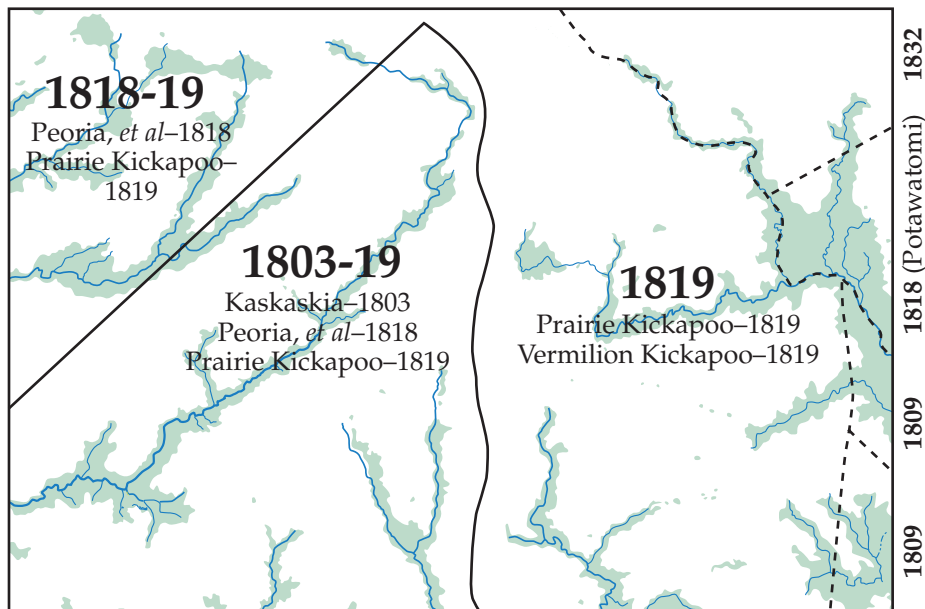 1818-19
Peoria, et al–1818
Prairie Kickapoo–
1819
1803-19
Kaskaskia–1803
Peoria, et al–1818
Prairie Kickapoo–1819
1819
Prairie Kickapoo–1819
Vermilion Kickapoo–1819
1832
1818 (Potawatomi)
1809
1809